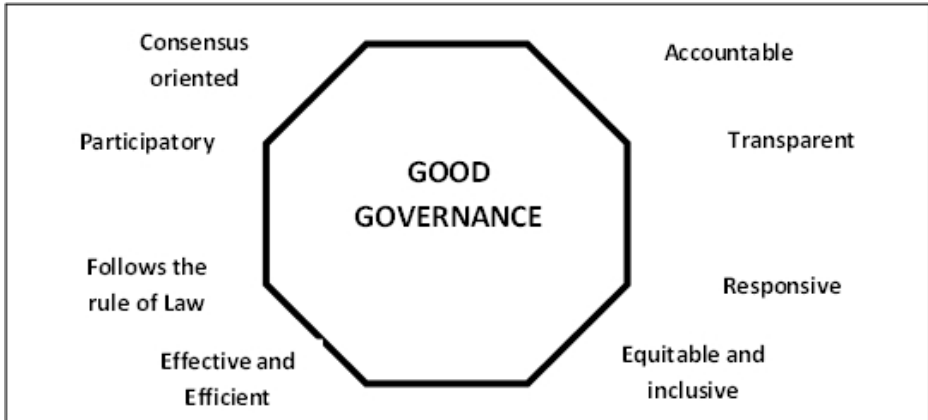 Consensus
oriented
Accountable
Participatory
Transparent
GOOD
GOVERNANCE
Follows the
rule of Law
Responsive
Effective and
Efficient
Equitable and
inclusive